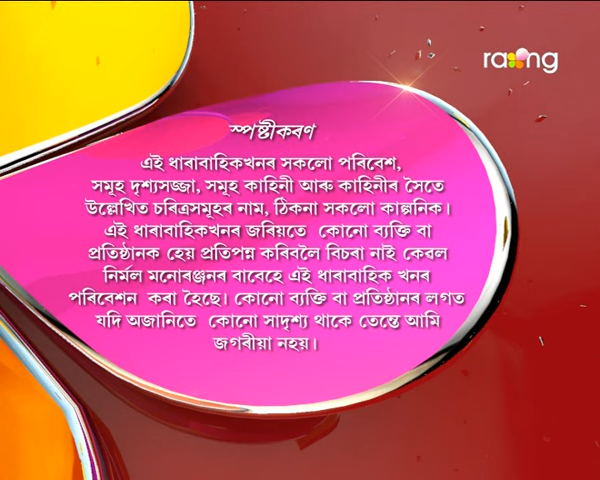 rang
স্পষ্টীকৰণ
এই ধাৰাবাহিকখনৰ সকলো পৰিবেশ,
সমূহ দৃশ্যসজ্জা, সমূহ কাহিনী আৰু কাহিনীৰ সৈতে
উল্লেখিত চৰিত্ৰসমূহৰ নাম, ঠিকনা সকলো কাল্পনিক।
এই ধাৰাবাহিকখনৰ জৰিয়তে কোনো ব্যক্তি বা
প্ৰতিষ্ঠানক হেয় প্ৰতিপন্ন কৰিবলৈ বিচৰা নাই কেৱল
নিৰ্মল মনোৰঞ্জনৰ বাবেহে এই ধাৰাবাহিক খনৰ
পৰিবেশন কৰা হৈছে। কোনো ব্যক্তি বা প্ৰতিষ্ঠানৰ লগত
যদি অজানিতে কোনো সাদৃশ্য থাকে তেন্তে আমি
জগৰীয়া নহয়।